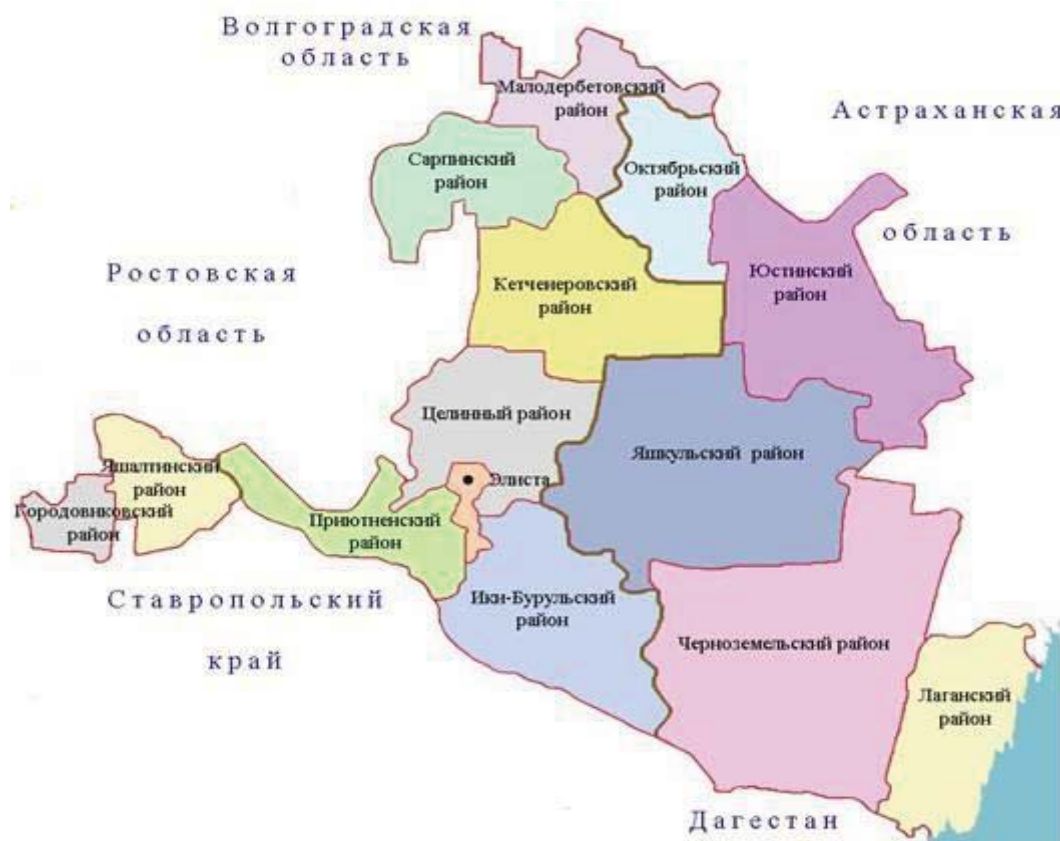 Волгоградская
область
Малодербетовский
район
Астраханская
область
Сарпинский
район
Октябрьский
район
Ростовская
область
Кетченеровский
район
Юстинский
район
Целинный район
Яшкульский район
Элиста
Яшалтинский
район
Городовиковский
район
Приютненский
район
Ставропольский
край
Ики-Бурульский
район
Черноземельский район
Лаганский
район
Дагестан